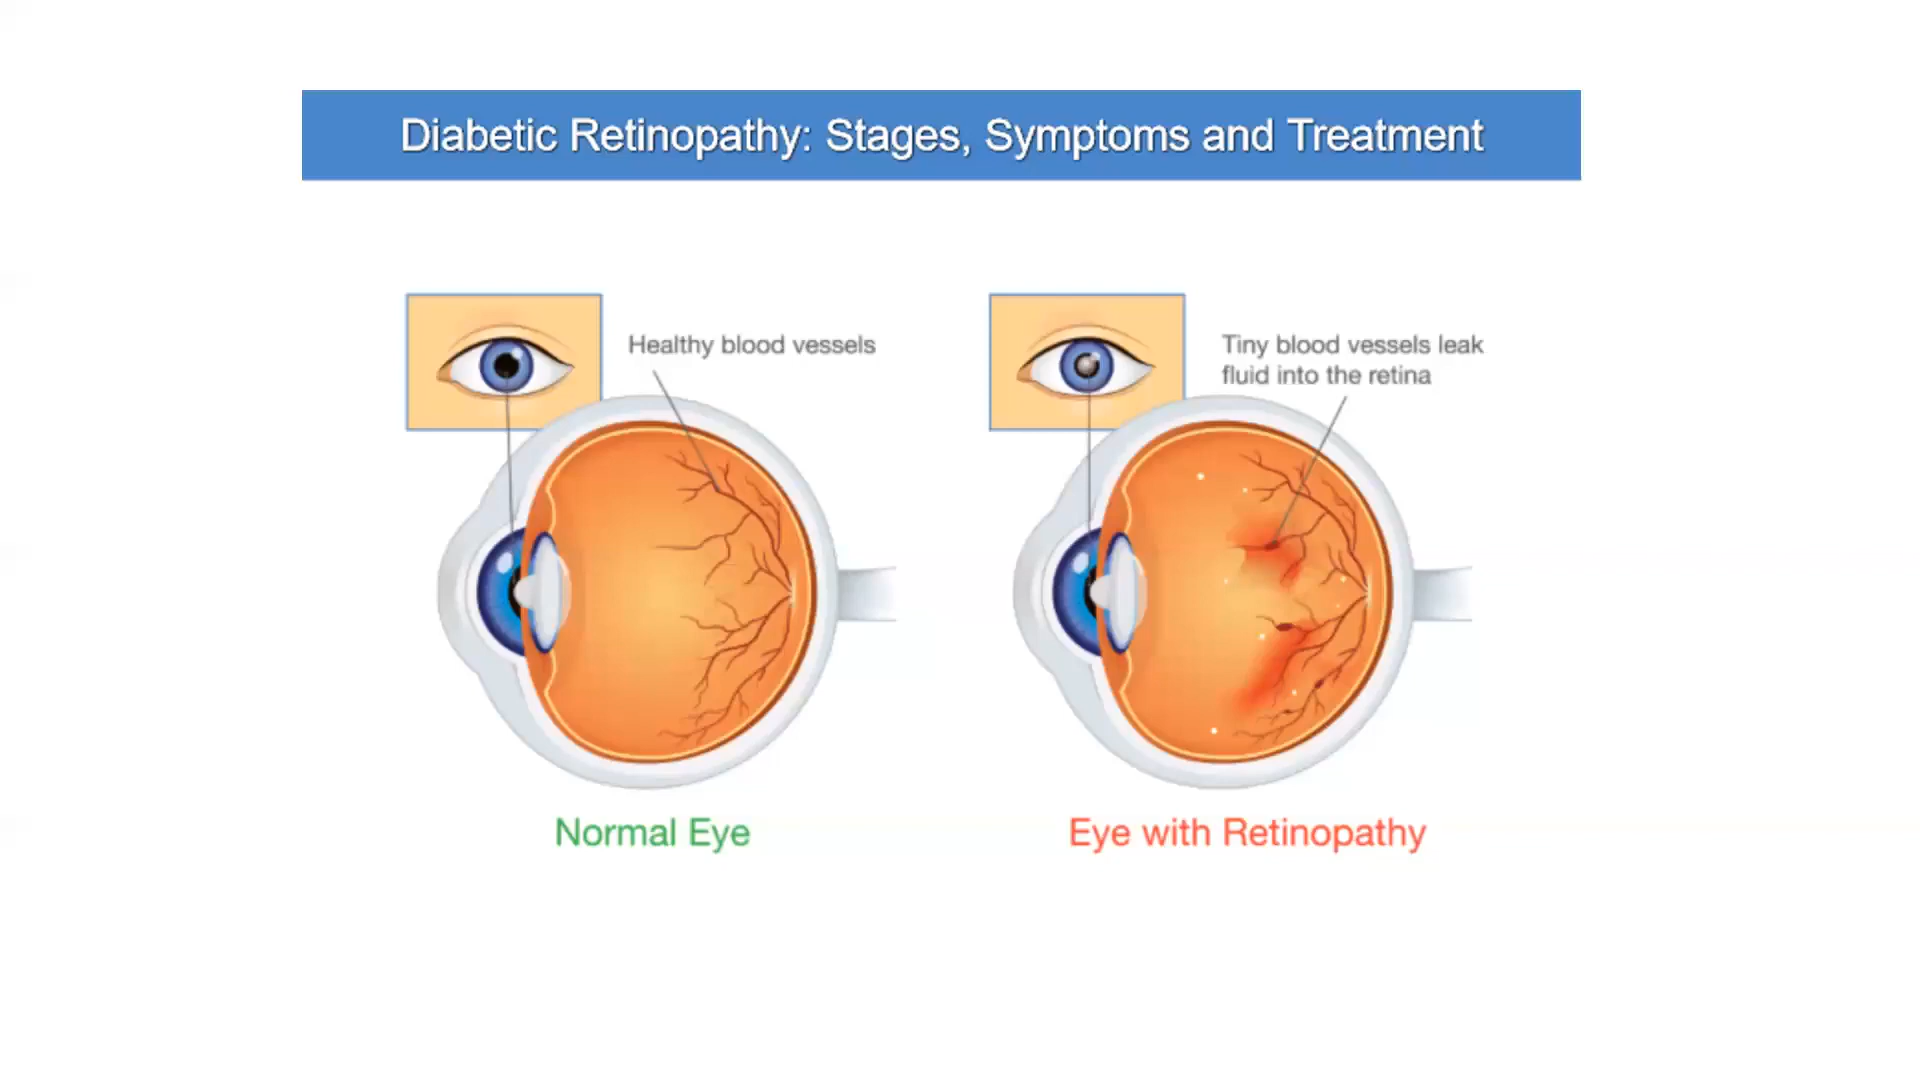 Diabetic Retinopathy: Stages, Symptoms and Treatment
Healthy blood vessels
Tiny blood vessels leak
fluid into the retina
Normal Eye
Eye with Retinopathy